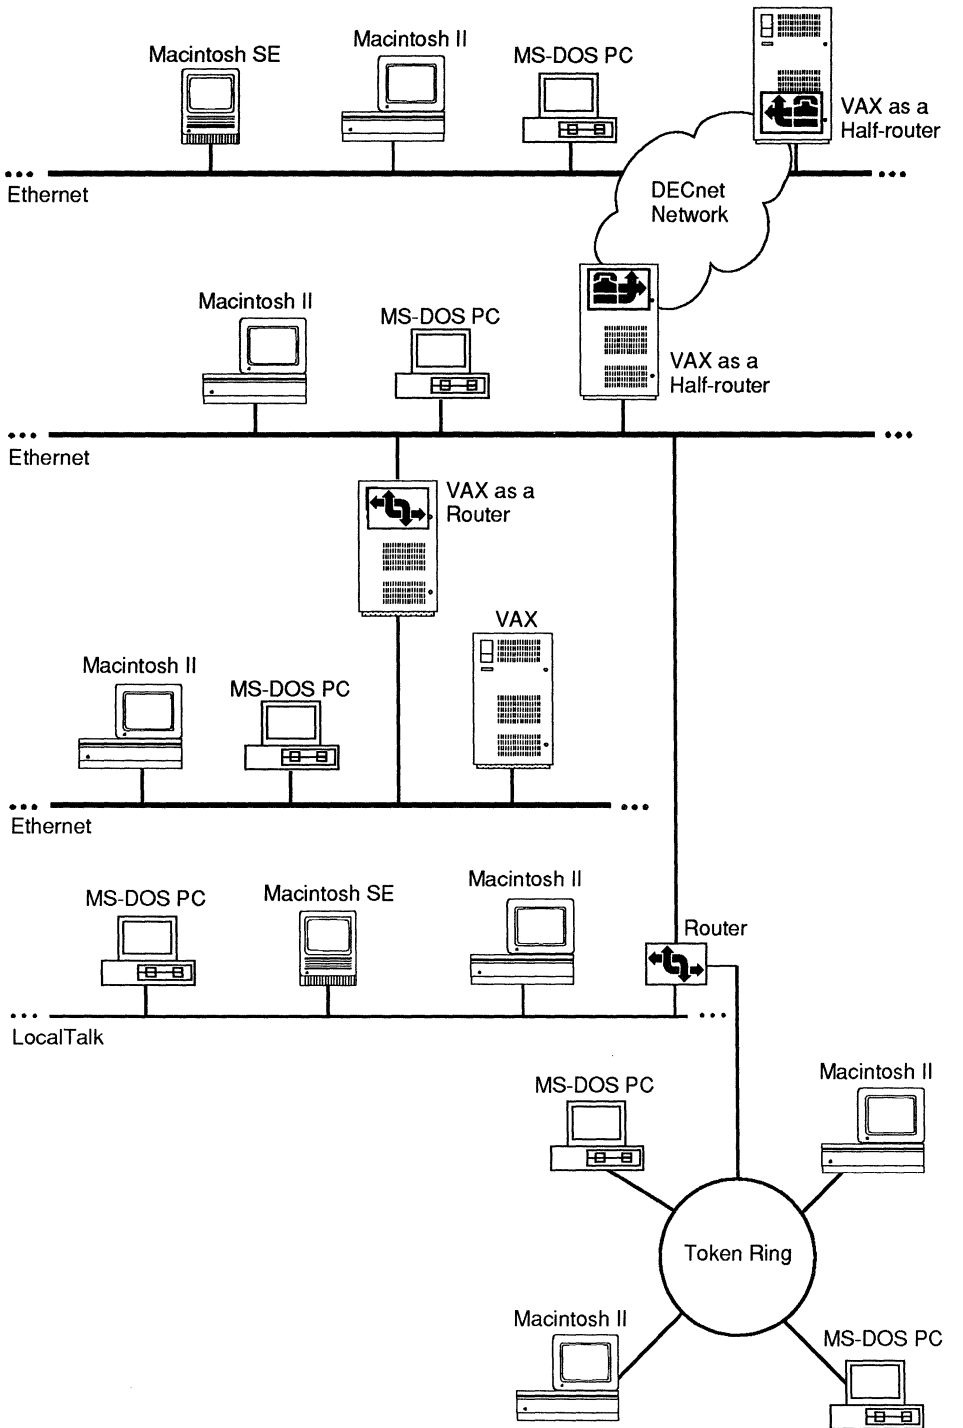 Macintosh SE
Macintosh II
MS-DOS PC
VAX as a
Half-router
Ethernet
DECnet
Network
Macintosh II
MS-DOS PC
VAX as a
Half-router
Ethernet
VAX as a
Router
VAX
Macintosh II
MS-DOS PC
Ethernet
MS-DOS PC
Macintosh SE
Macintosh II
Router
LocalTalk
MS-DOS PC
Macintosh II
Token Ring
Macintosh II
MS-DOS PC